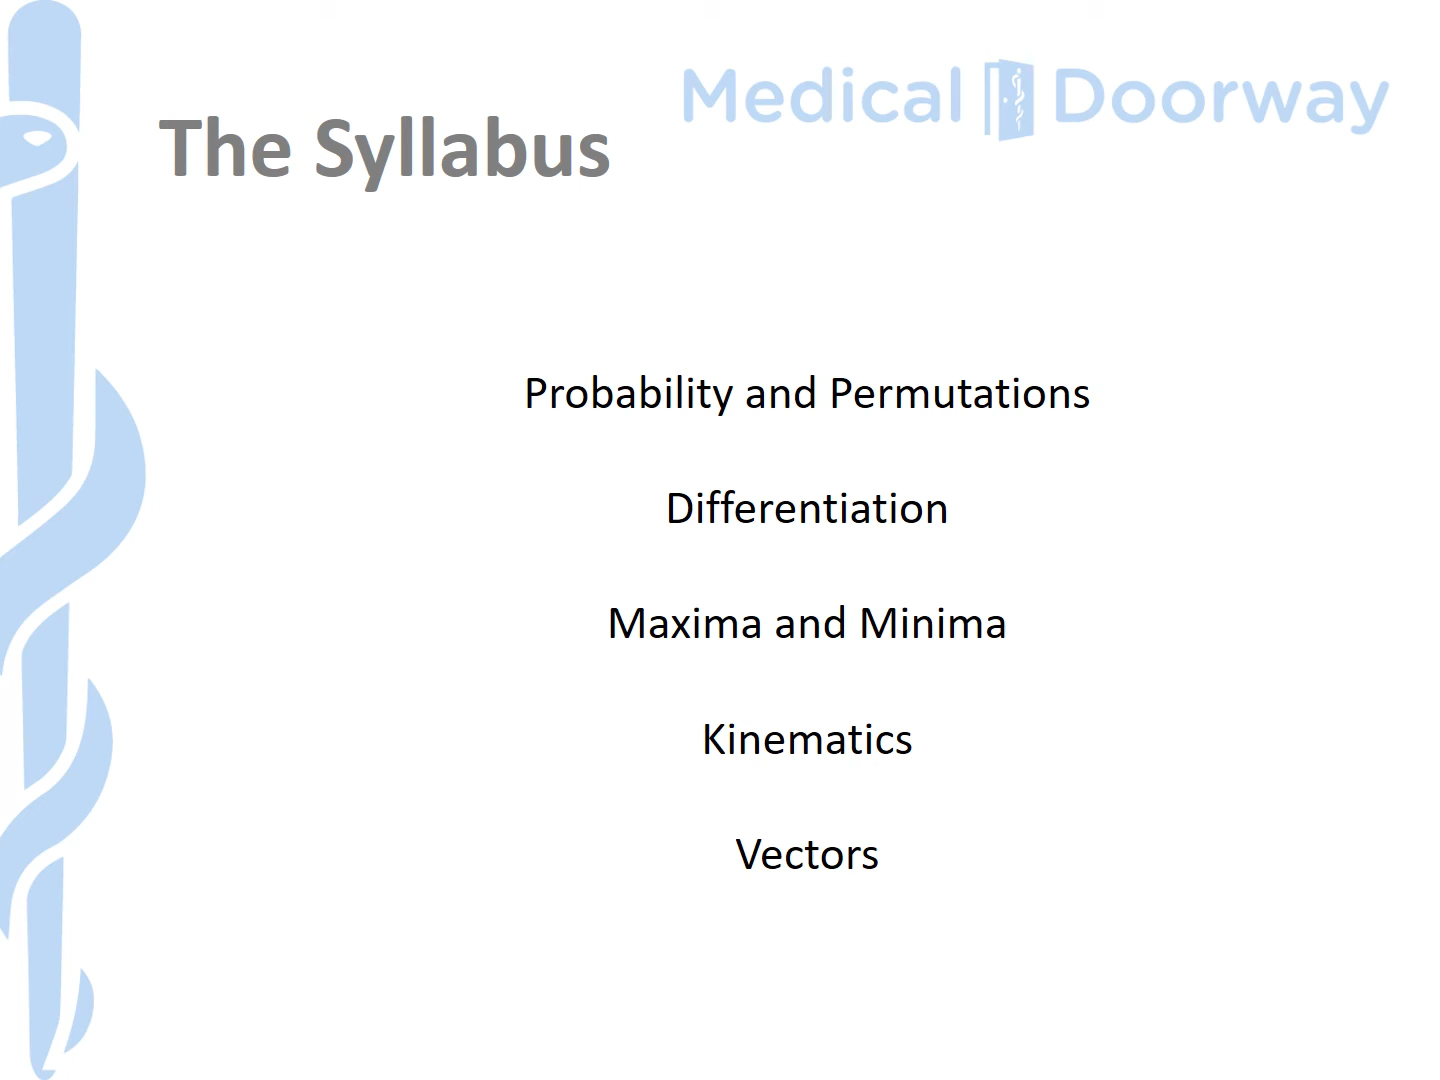 Medical Doorway
The Syllabus
Probability and Permutations
Differentiation
Maxima and Minima
Kinematics
Vectors